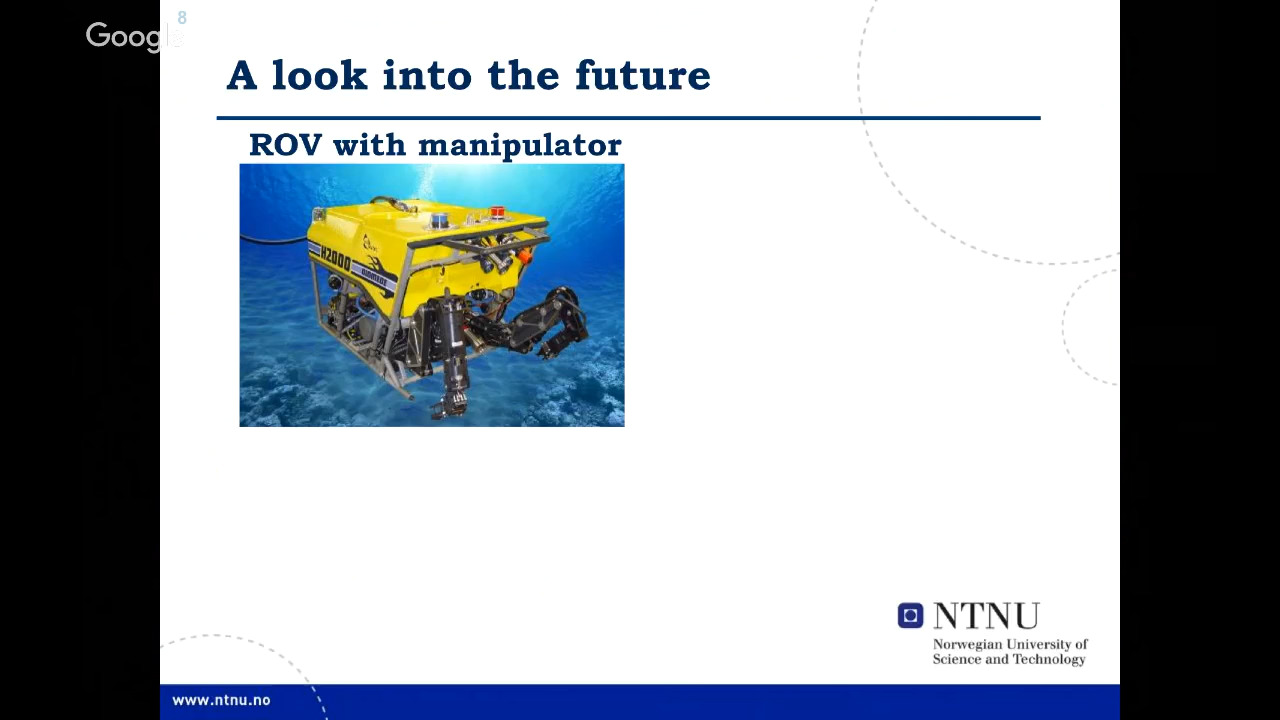 8
Google
A look into the future
ROV with manipulator
H2000
NTNU
Norwegian University of
Science and Technology
www.ntnu.no